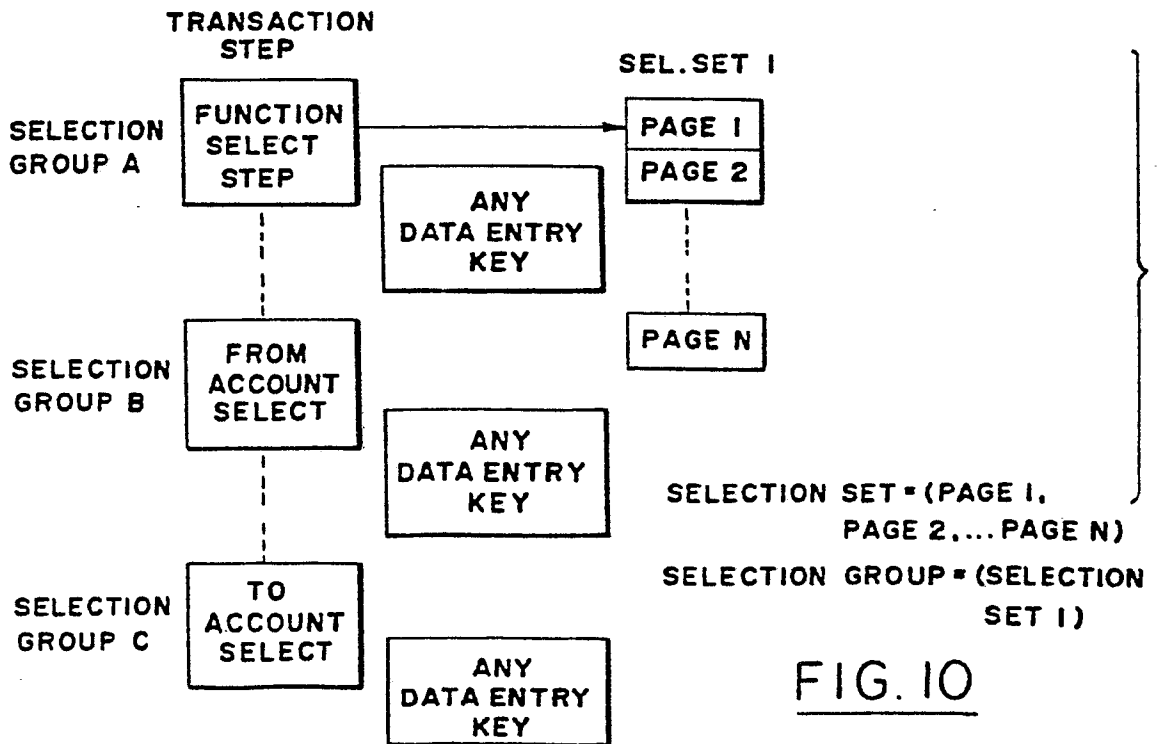 TRANSACTION
STEP
SEL. SET 1
SELECTION
GROUP A
FUNCTION
SELECT
STEP
PAGE 1
PAGE 2
ANY
DATA ENTRY
KEY
PAGE N
SELECTION
GROUP B
FROM
ACCOUNT
SELECT
ANY
DATA ENTRY
KEY
SELECTION SET = (PAGE 1,
PAGE 2,... PAGE N)
SELECTION GROUP = (SELECTION
SET 1)
SELECTION
GROUP C
TO
ACCOUNT
SELECT
ANY
DATA ENTRY
KEY
FIG. 10